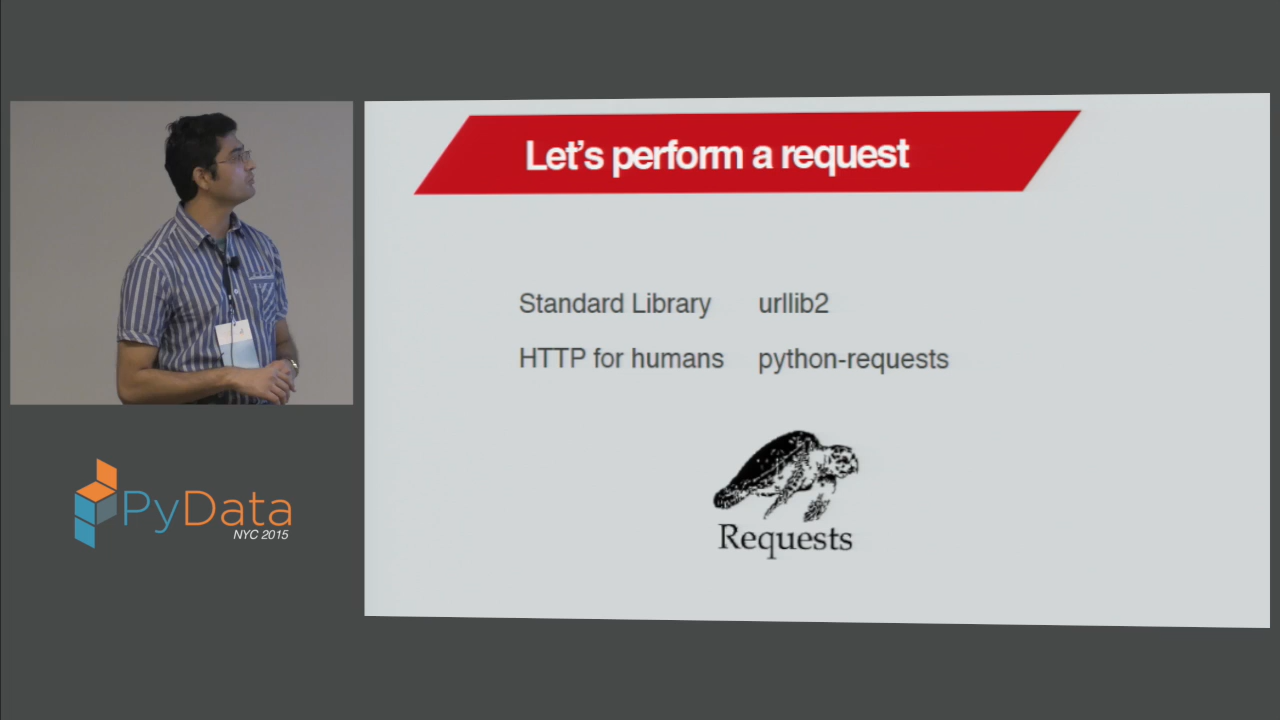 Let's perform a request
Standard Library urllib2
HTTP for humans python-requests
Requests
PyData
NYC 2015